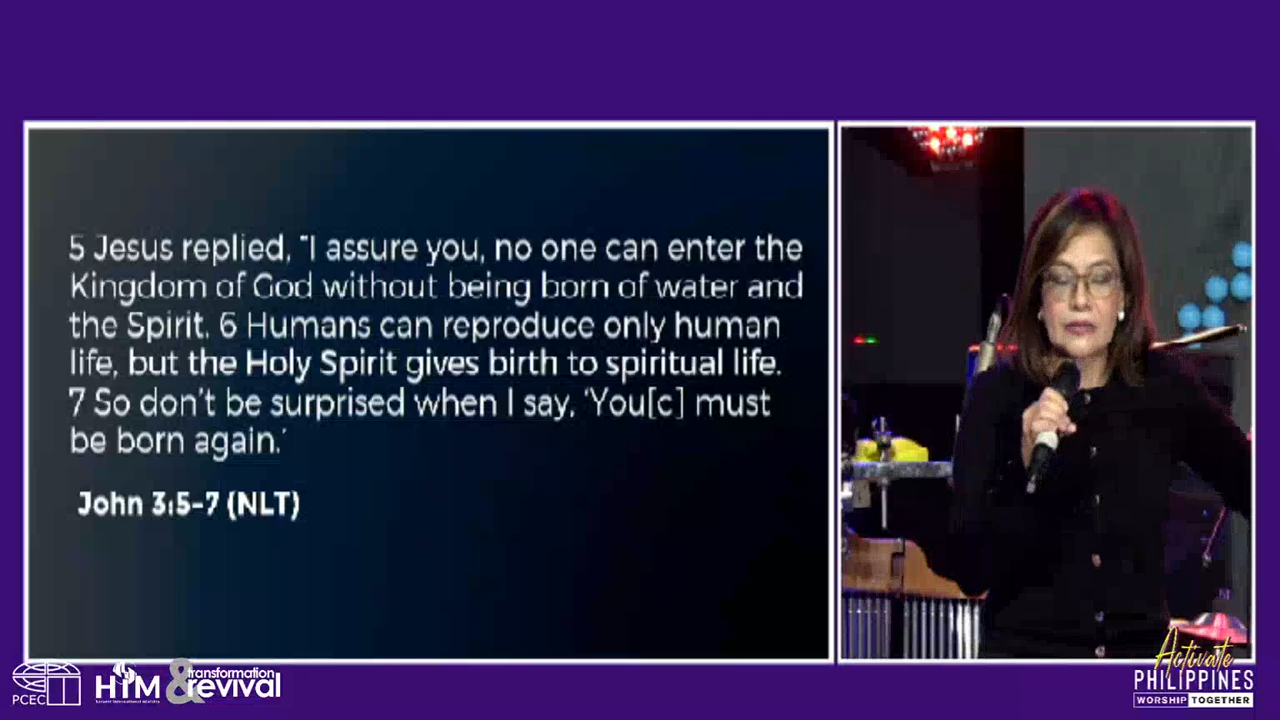 5 Jesus replied, "I assure you, no one can enter the
Kingdom of God without being born of water and
the Spirit. 6 Humans can reproduce only human
life, but the Holy Spirit gives birth to spiritual life.
7 So don't be surprised when I say, 'You[c] must
be born again.'
John 3:5-7 (NLT)
PCEC
HIM
& transformation
revival
Activate
PHILIPPINES
WORSHIP TOGETHER